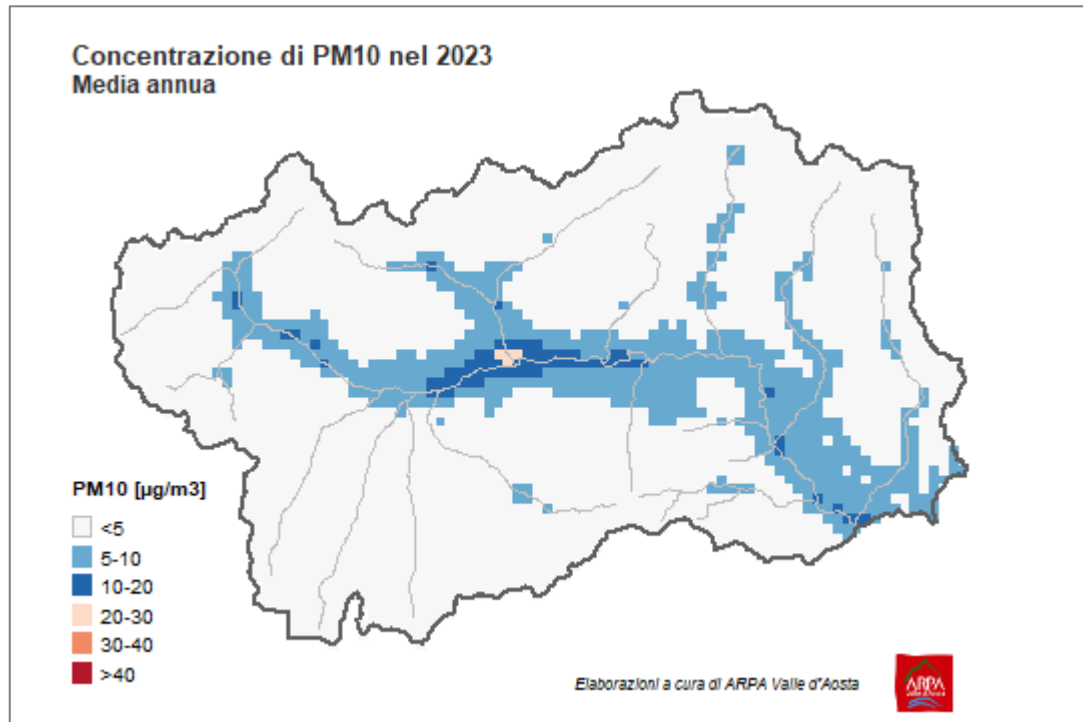 Concentrazione di PM10 nel 2023
Media annua
PM10 [µg/m3]
<5
5-10
10-20
20-30
30-40
>40
Elaborazioni a cura di ARPA Valle d'Aosta
ARPA